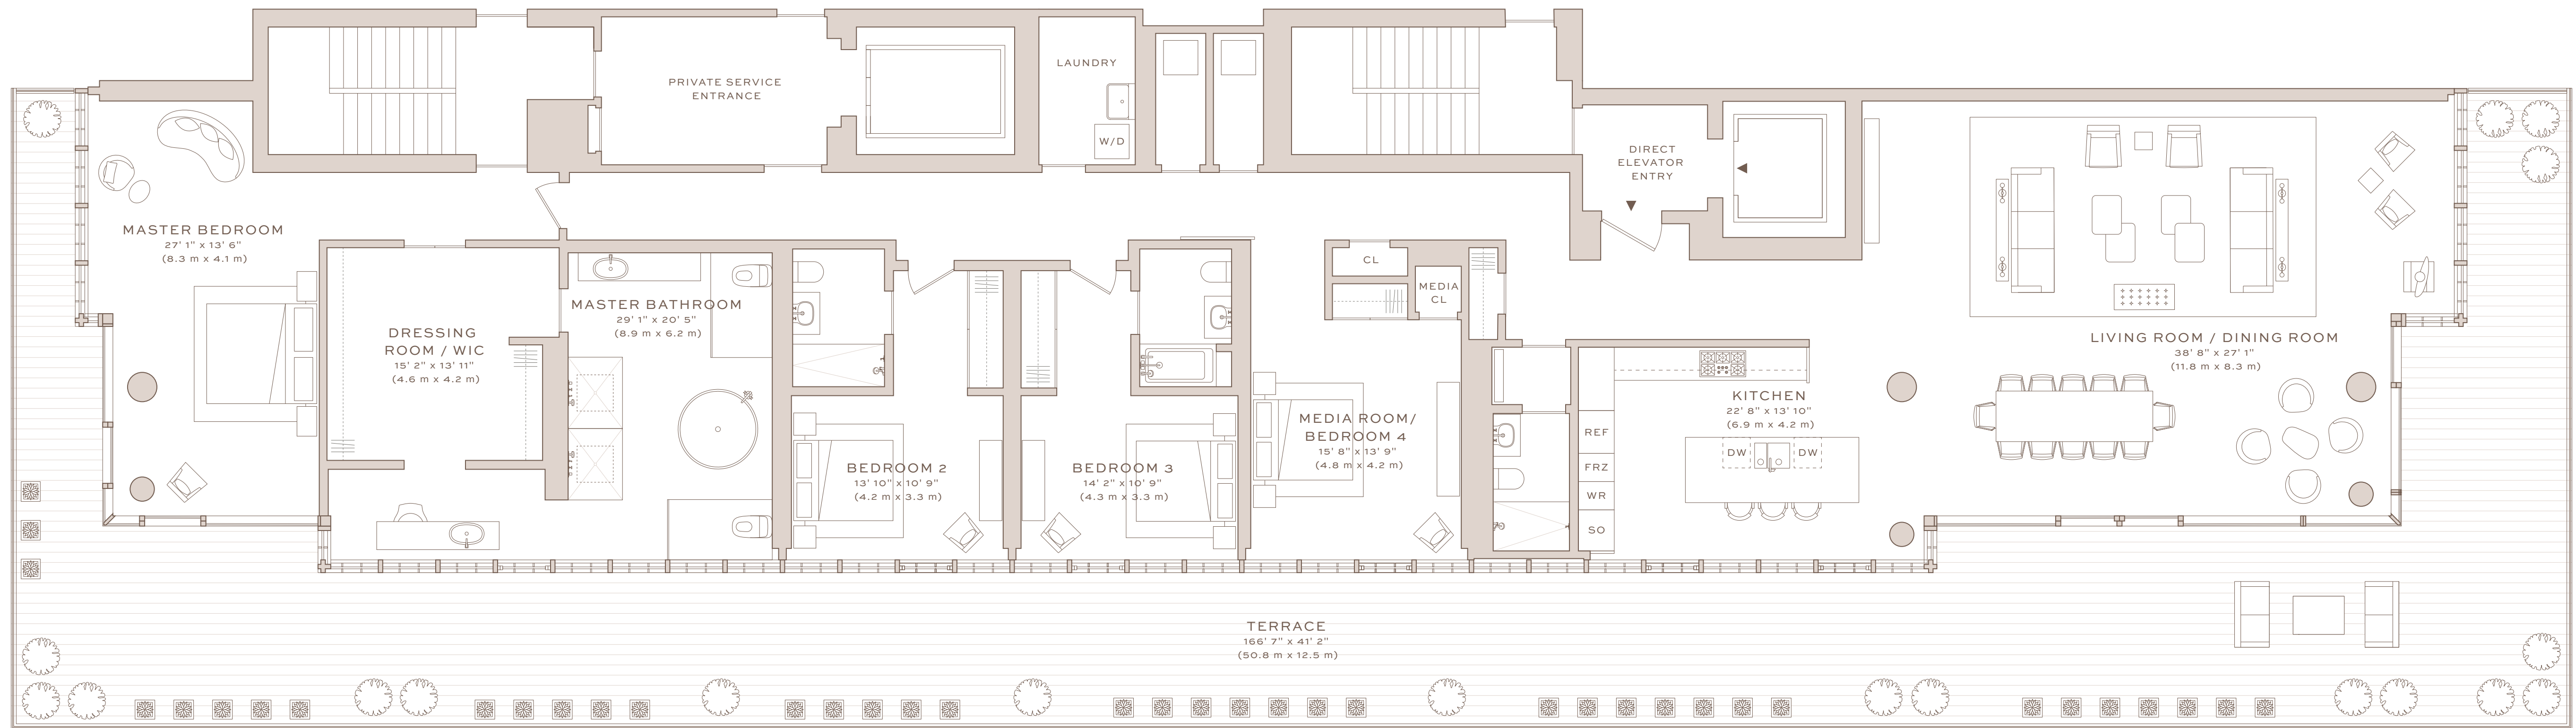 PRIVATE SERVICE
ENTRANCE
LAUNDRY
W/D
DIRECT
ELEVATOR
ENTRY
MASTER BEDROOM
27' 1" x 13' 6"
(8.3 m x 4.1 m)
DRESSING
ROOM / WIC
15' 2" x 13' 11"
(4.6 m x 4.2 m)
MASTER BATHROOM
29' 1" x 20' 5"
(8.9 m x 6.2 m)
BEDROOM 2
13' 10" x 10' 9"
(4.2 m x 3.3 m)
BEDROOM 3
14' 2" x 10' 9"
(4.3 m x 3.3 m)
CL
MEDIA
CL
MEDIA ROOM/
BEDROOM 4
15' 8" x 13' 9"
(4.8 m x 4.2 m)
KITCHEN
22' 8" x 13' 10"
(6.9 m x 4.2 m)
REF
FRZ
WR
SO
DW
DW
LIVING ROOM / DINING ROOM
38' 8" x 27' 1"
(11.8 m x 8.3 m)
TERRACE
166' 7" x 41' 2"
(50.8 m x 12.5 m)